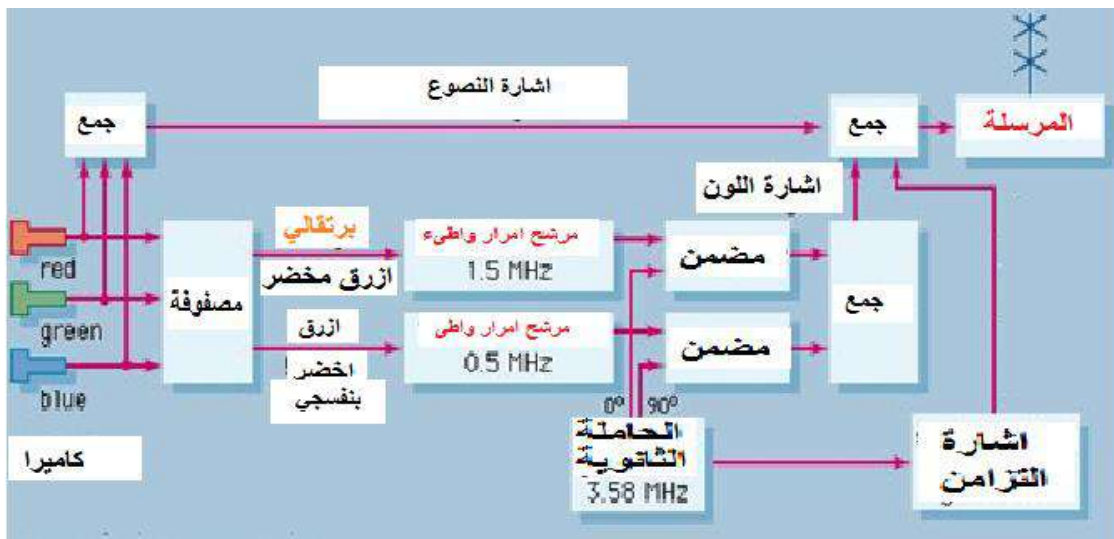 اشارة النصوع
جمع
جمع
المرسلة
اشارة اللون
red
green
blue
كاميرا
مصفوفة
برتقالي
ازرق مخضر
ازرق
اخضر
بنفسجي
مرشح امرار واطىء
1.5 MHz
مرشح امرار واطى
0.5 MHz
مضمن
مضمن
جمع
0° 90°
الحاملة
الثانوية
3.58 MHz
اشارة
التزامن